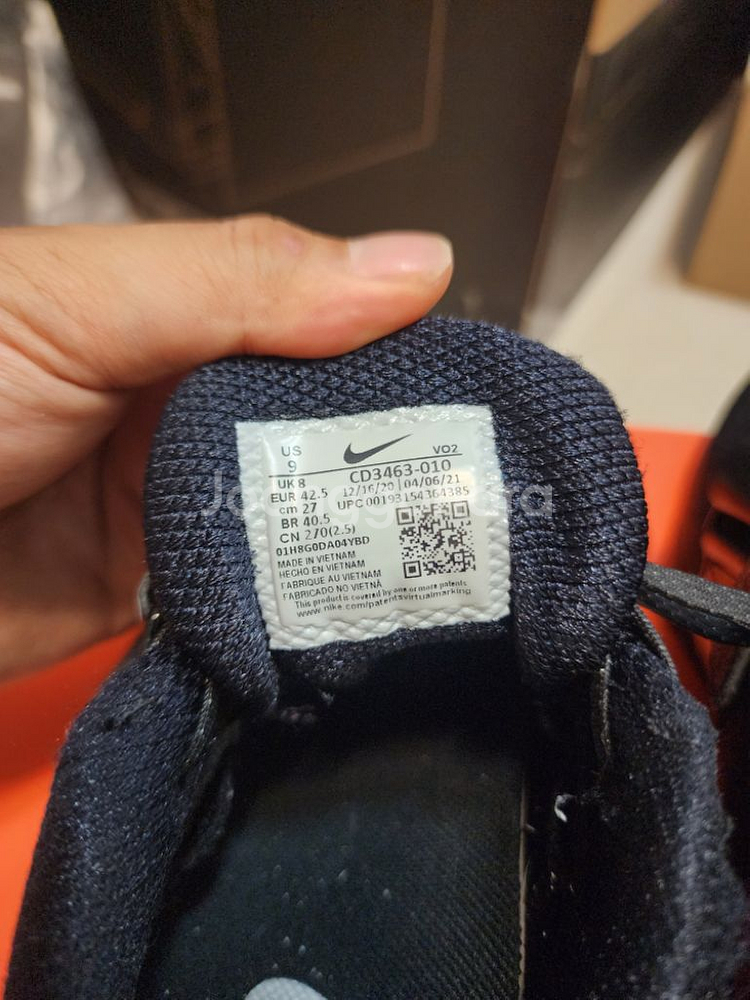 US
9
VO2
CD3463-010
UK 8
12/16/20 | 04/06/21
EUR 42.5
UPC 00193154364385
cm 27
BR 40.5
CN 270(2.5)
01H8G0DA04YBD
MADE IN VIETNAM
HECHO EN VIETNAM
FABRIQUE AU VIETNAM
FABRICADO NO VIETNÃ
This product is covered by one or more patents
www.nike.com/patentsvirtualmarking